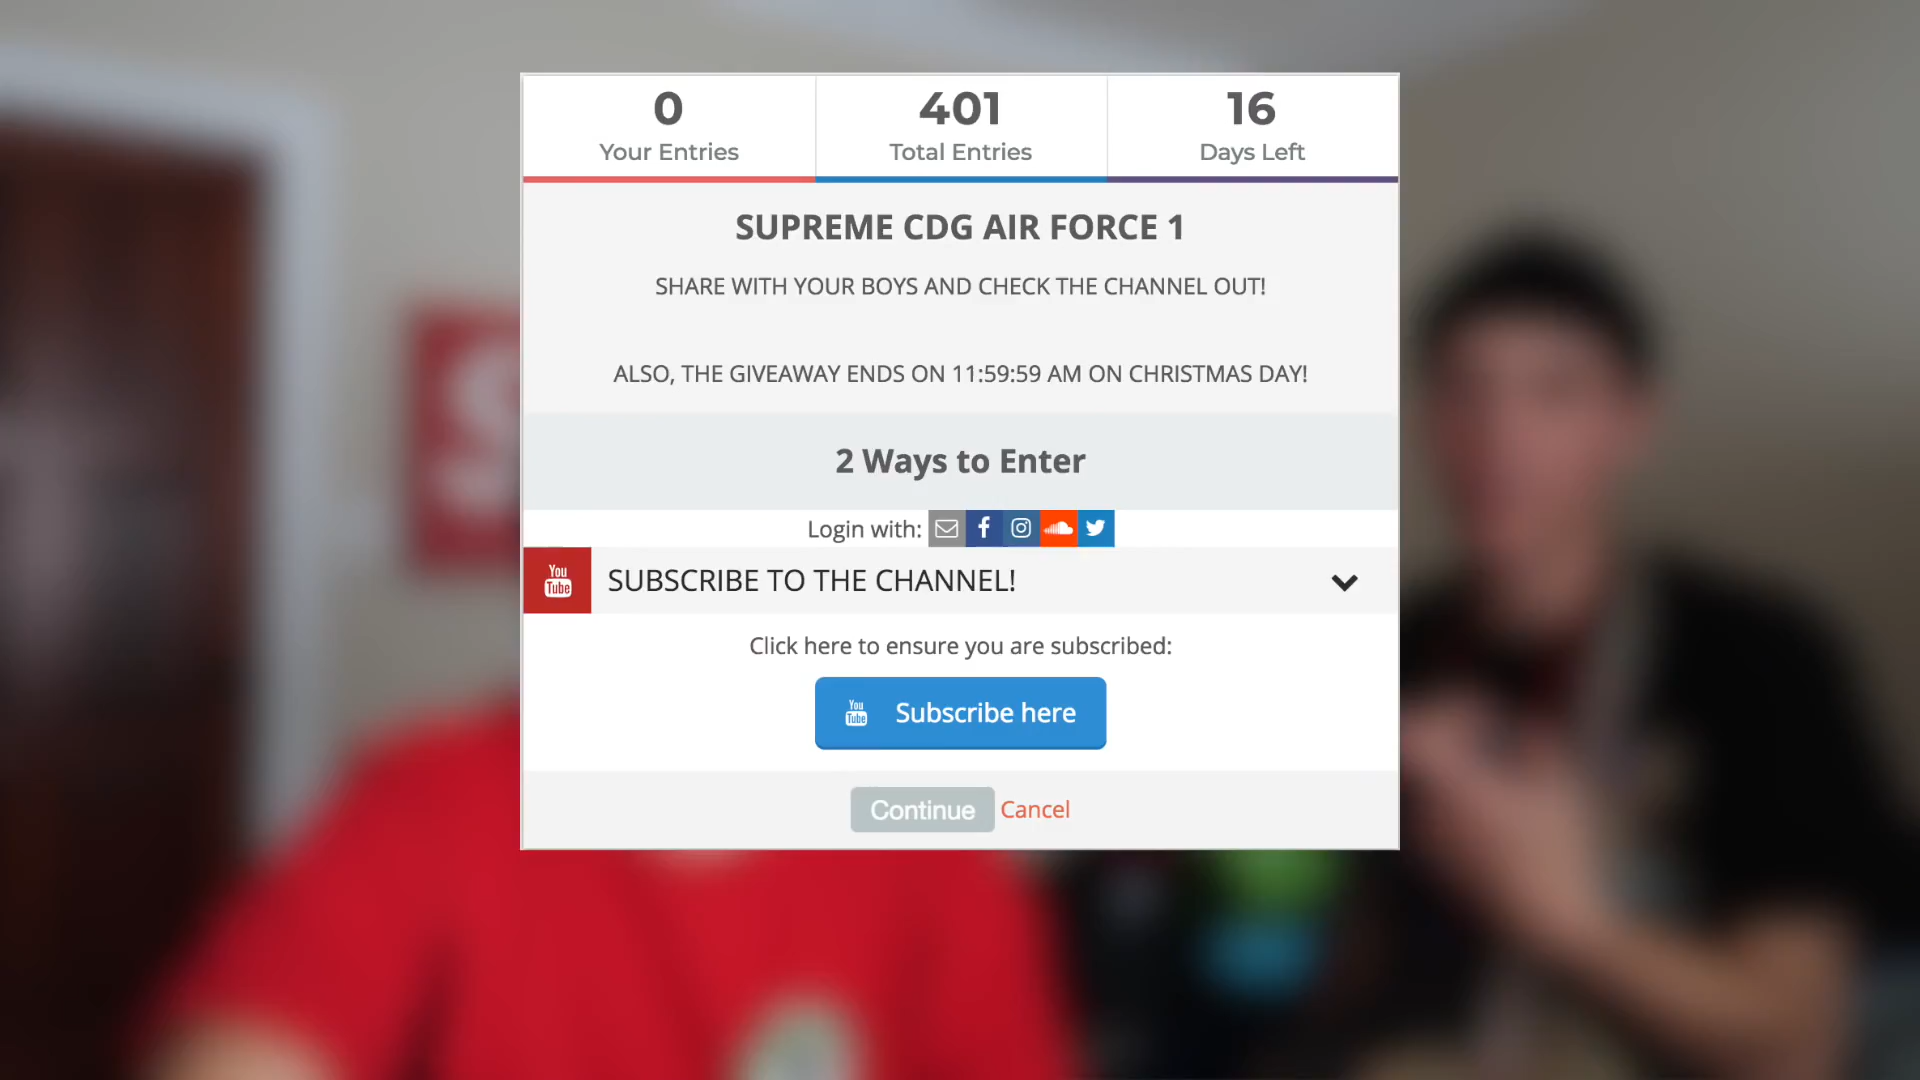 0
Your Entries
401
Total Entries
16
Days Left
SUPREME CDG AIR FORCE 1
SHARE WITH YOUR BOYS AND CHECK THE CHANNEL OUT!
ALSO, THE GIVEAWAY ENDS ON 11:59:59 AM ON CHRISTMAS DAY!
2 Ways to Enter
Login with:
You
Tube
SUBSCRIBE TO THE CHANNEL!
Click here to ensure you are subscribed:
You
Tube
Subscribe here
Continue
Cancel